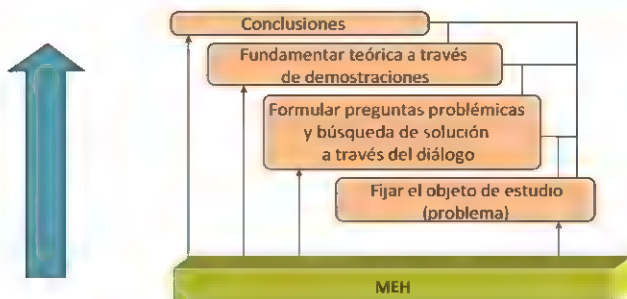 Conclusiones
Fundamentar teórica a través
de demostraciones
Formular preguntas problémicas
y búsqueda de solución
a través del diálogo
Fijar el objeto de estudio
(problema)
MEH